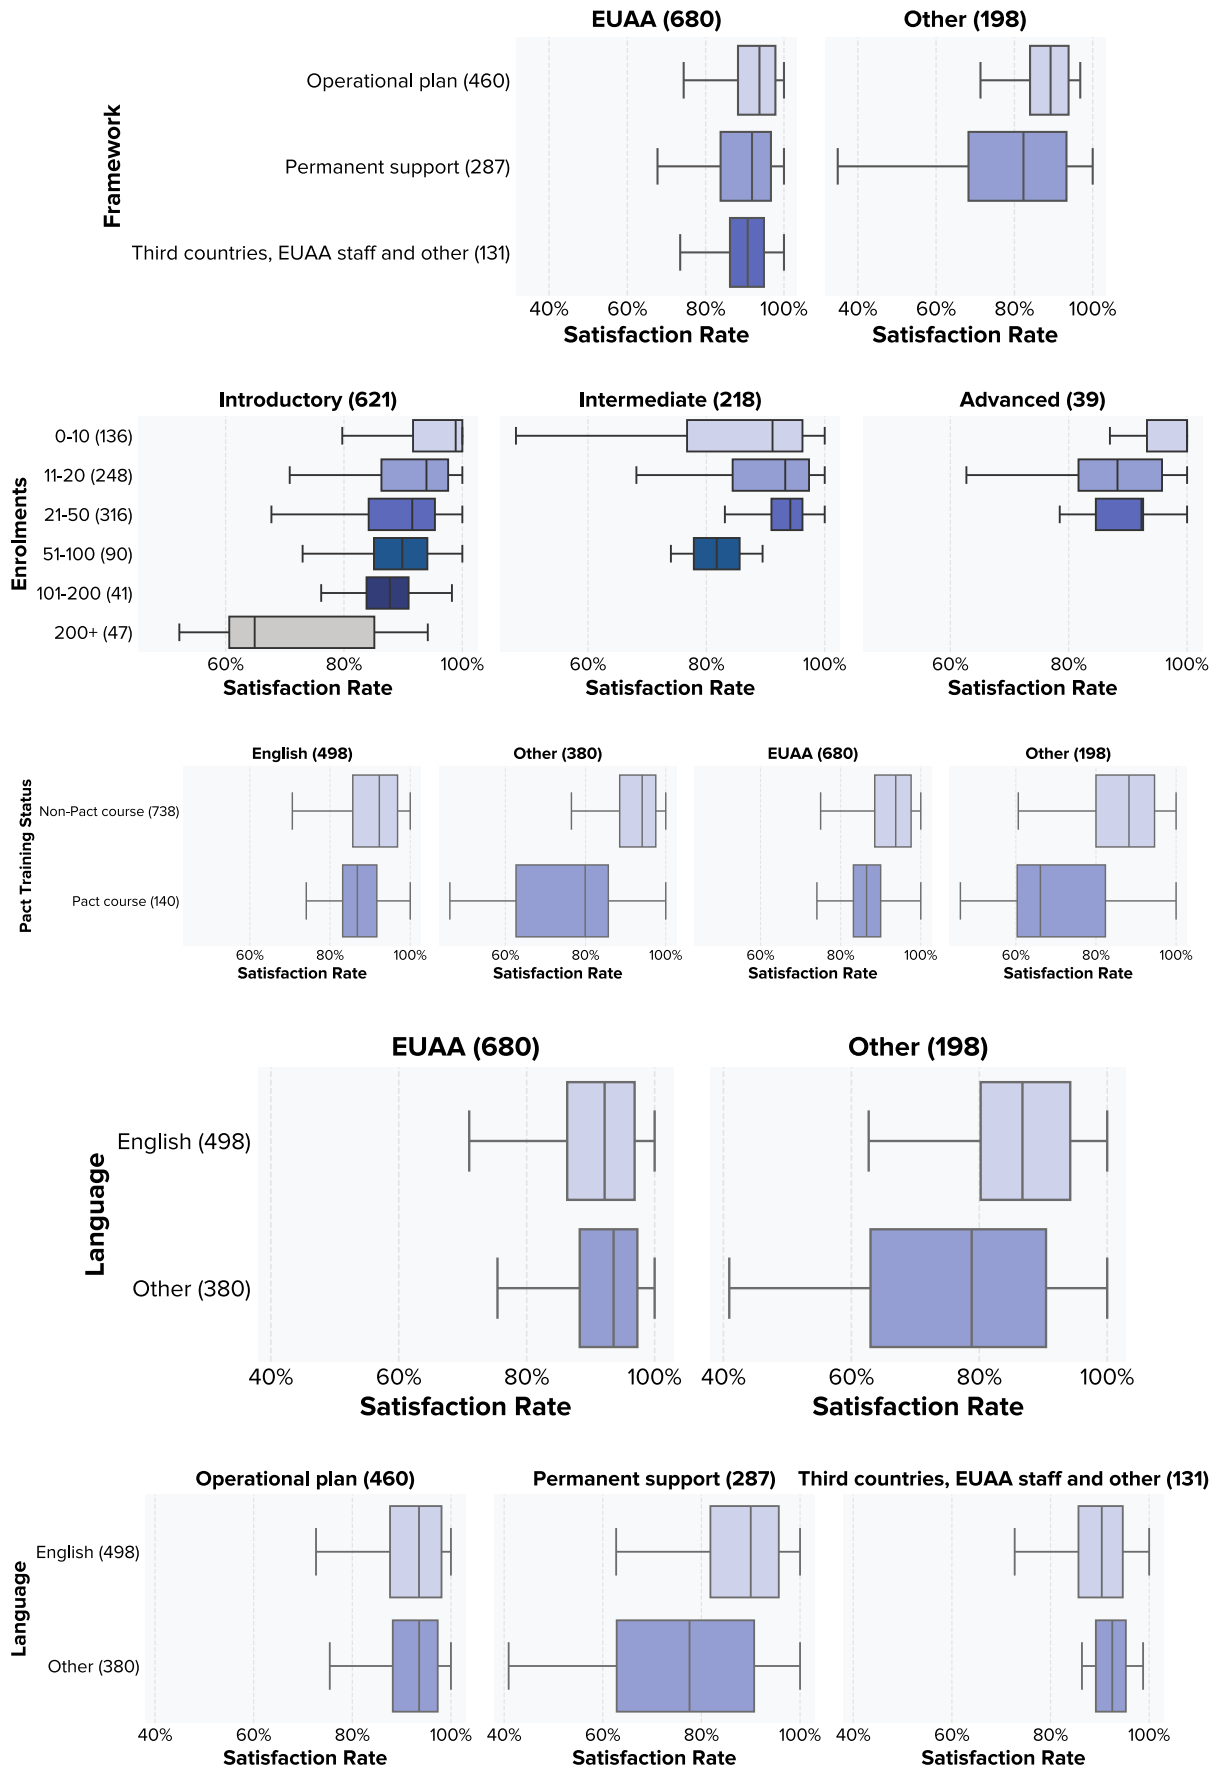 EUAA (680) Other (198)
Framework
Operational plan (460)
Permanent support (287)
Third countries, EUAA staff and other (131)
40% 60% 80% 100% 40% 60% 80% 100%
Satisfaction Rate Satisfaction Rate
Introductory (621) Intermediate (218) Advanced (39)
Enrolments
0-10 (136)
11-20 (248)
21-50 (316)
51-100 (90)
101-200 (41)
200+ (47)
60% 80% 100% 60% 80% 100% 60% 80% 100%
Satisfaction Rate Satisfaction Rate Satisfaction Rate
English (498) Other (380) EUAA (680) Other (198)
Pact Training Status
Non-Pact course (738)
Pact course (140)
60% 80% 100% 60% 80% 100% 60% 80% 100% 60% 80% 100%
Satisfaction Rate Satisfaction Rate Satisfaction Rate Satisfaction Rate
EUAA (680) Other (198)
Language
English (498)
Other (380)
40% 60% 80% 100% 40% 60% 80% 100%
Satisfaction Rate Satisfaction Rate
Operational plan (460) Permanent support (287) Third countries, EUAA staff and other (131)
Language
English (498)
Other (380)
40% 60% 80% 100% 40% 60% 80% 100% 40% 60% 80% 100%
Satisfaction Rate Satisfaction Rate Satisfaction Rate